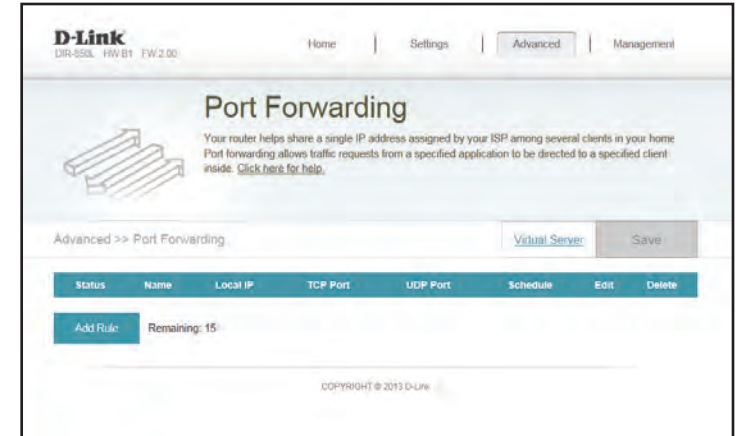 D-Link
DIR-850L HW B1 FW 2.00
Home | Settings | Advanced | Management
Port Forwarding
Your router helps share a single IP address assigned by your ISP among several clients in your home
Port forwarding allows traffic requests from a specified application to be directed to a specified client
inside. Click here for help.
Advanced >> Port Forwarding
Virtual Server
Save
Status Name Local IP TCP Port UDP Port Schedule Edit Delete
Add Rule Remaining: 15
COPYRIGHT © 2013 D-Link